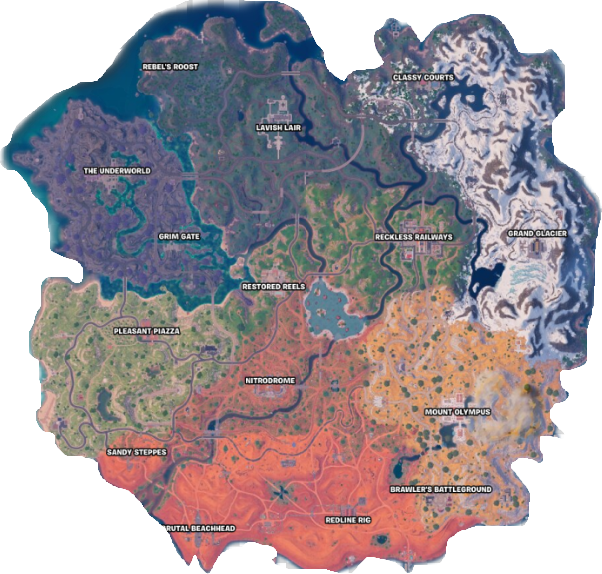 REBEL'S ROOST
CLASSY COURTS
LAVISH LAIR
THE UNDERWORLD
GRIM GATE
RECKLESS RAILWAYS
GRAND GLACIER
RESTORED REELS
PLEASANT PIAZZA
NITRODROME
MOUNT OLYMPUS
SANDY STEPPES
BRAWLER'S BATTLEGROUND
REDLINE RIG
RUTAL BEACHHEAD